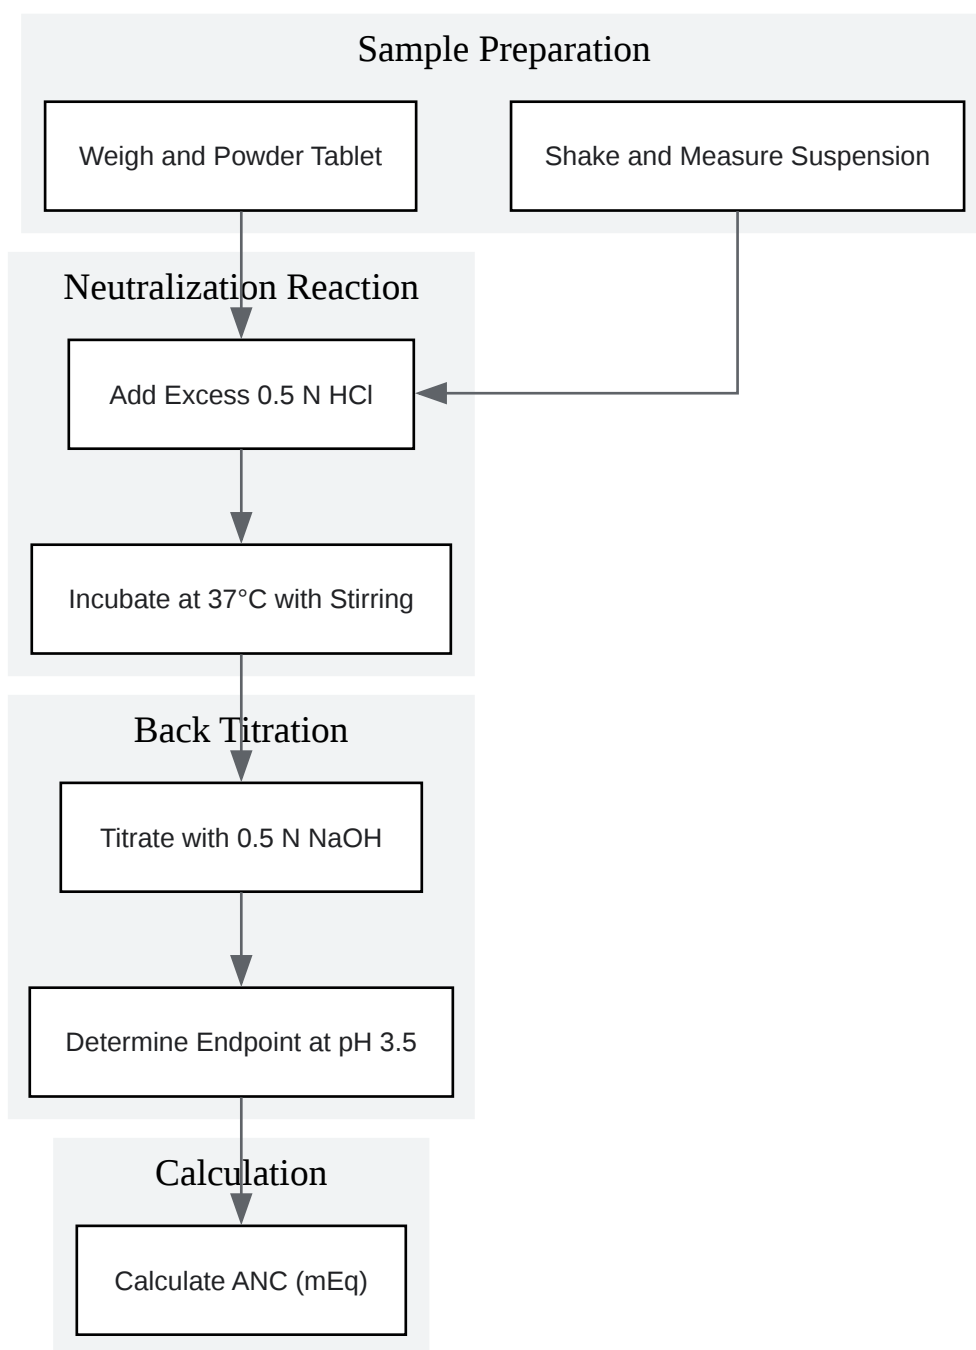 Sample Preparation
Weigh and Powder Tablet
Shake and Measure Suspension
Neutralization Reaction
Add Excess 0.5 N HCl
Incubate at 37°C with Stirring
Back Titration
Titrate with 0.5 N NaOH
Determine Endpoint at pH 3.5
Calculation
Calculate ANC (mEq)